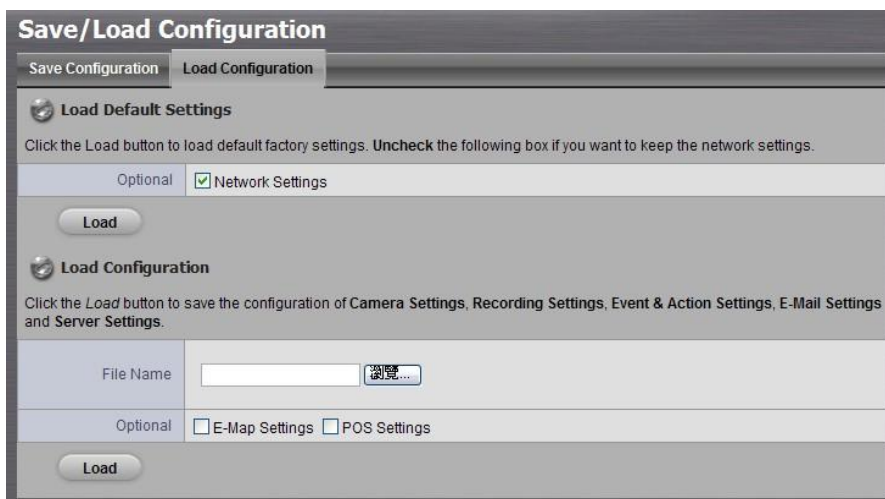 Save/Load Configuration
Save Configuration Load Configuration
Load Default Settings
Click the Load button to load default factory settings. Uncheck the following box if you want to keep the network settings.
Optional Network Settings
Load
Load Configuration
Click the Load button to save the configuration of Camera Settings, Recording Settings, Event & Action Settings, E-Mail Settings
and Server Settings.
File Name 瀏覽...
Optional E-Map Settings POS Settings
Load